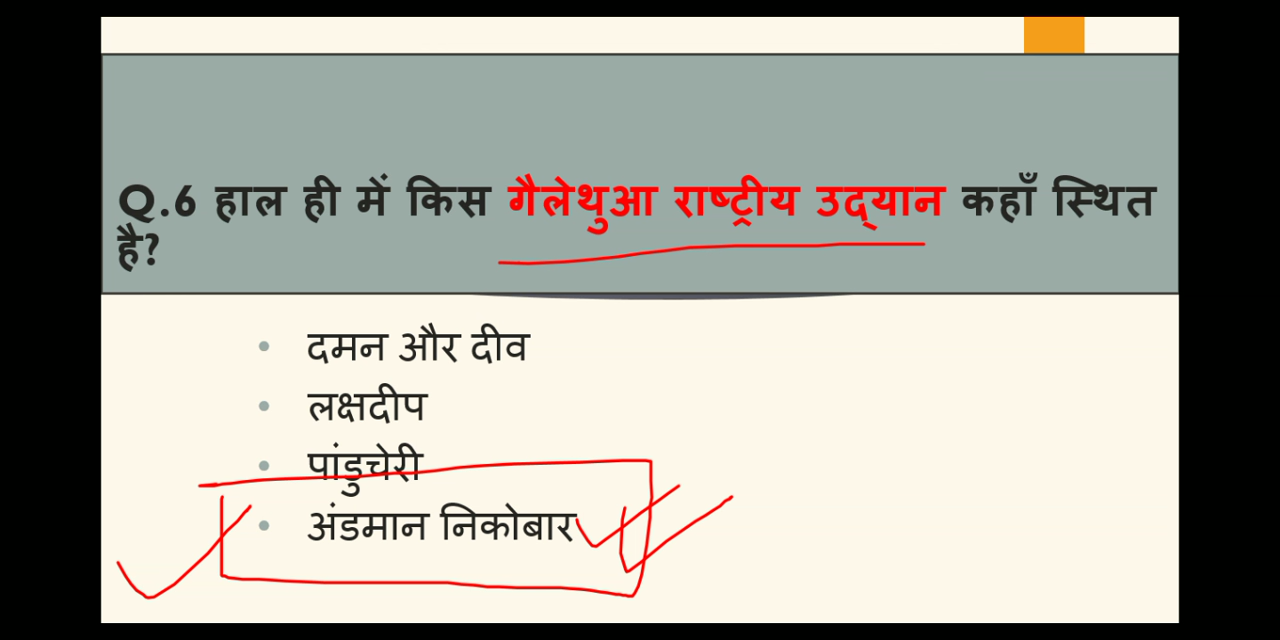 Q.6 हाल ही में किस गैलेथुआ राष्ट्रीय उद्यान कहाँ स्थित
है?
• दमन और दीव
• लक्षदीप
• पांडुचेरी
• अंडमान निकोबार